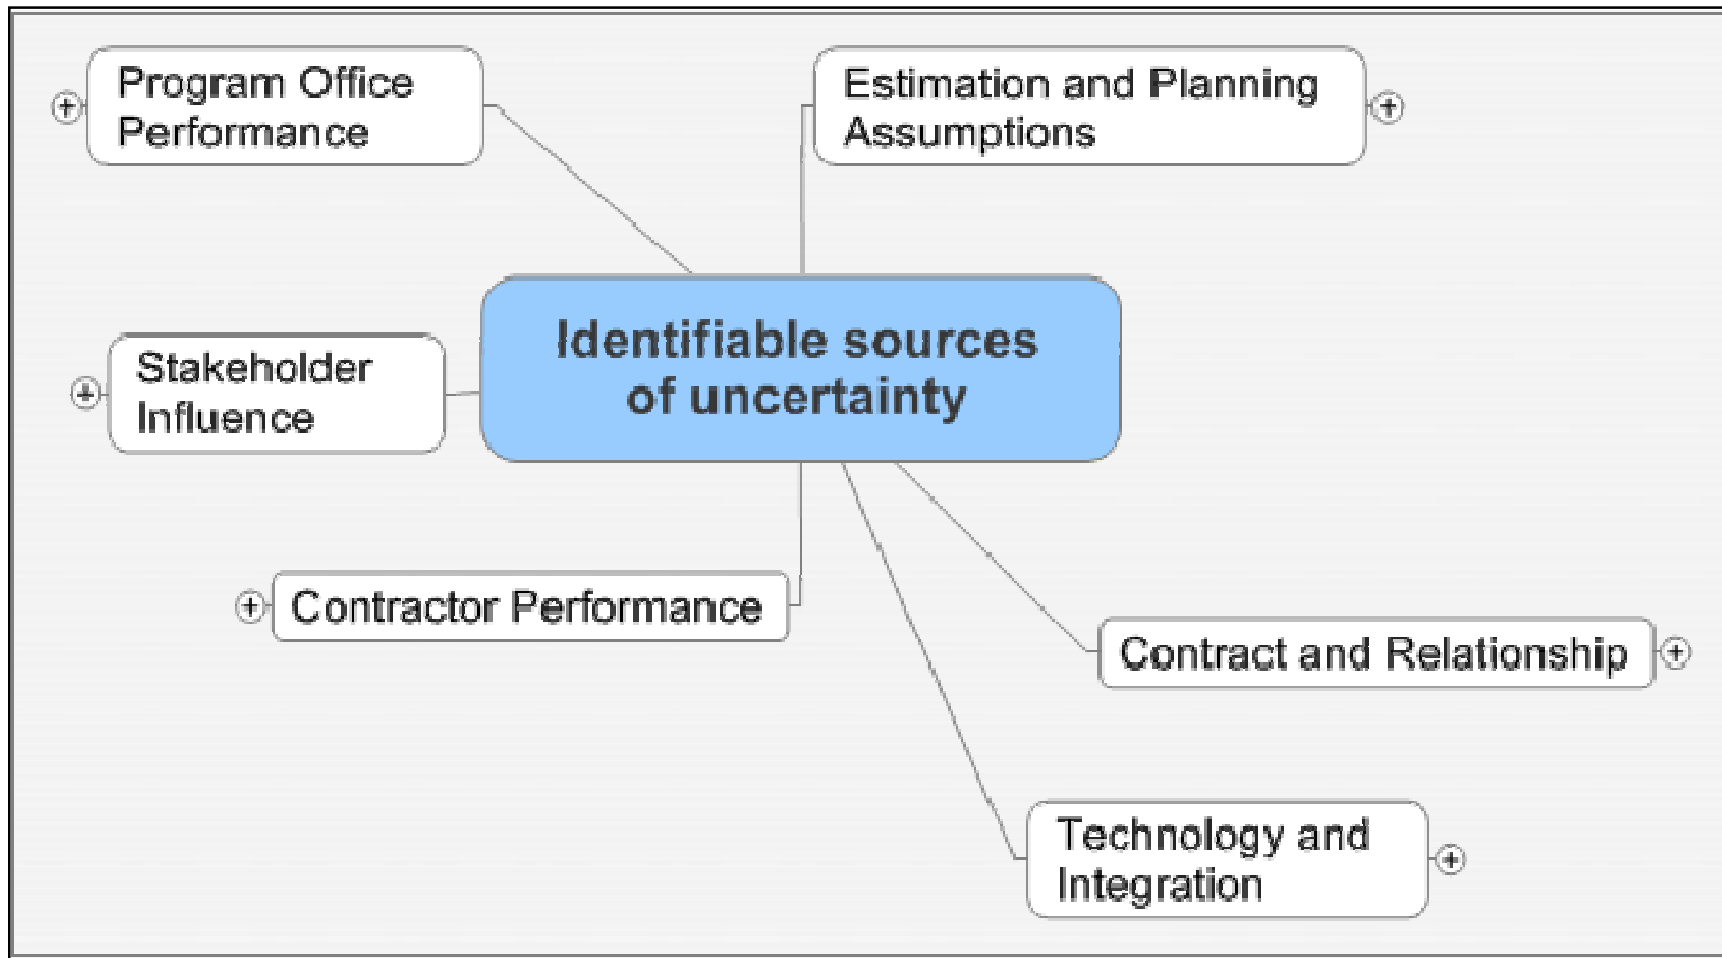 Program Office
Performance
Estimation and Planning
Assumptions
Identifiable sources
of uncertainty
Stakeholder
Influence
Contractor Performance
Contract and Relationship
Technology and
Integration